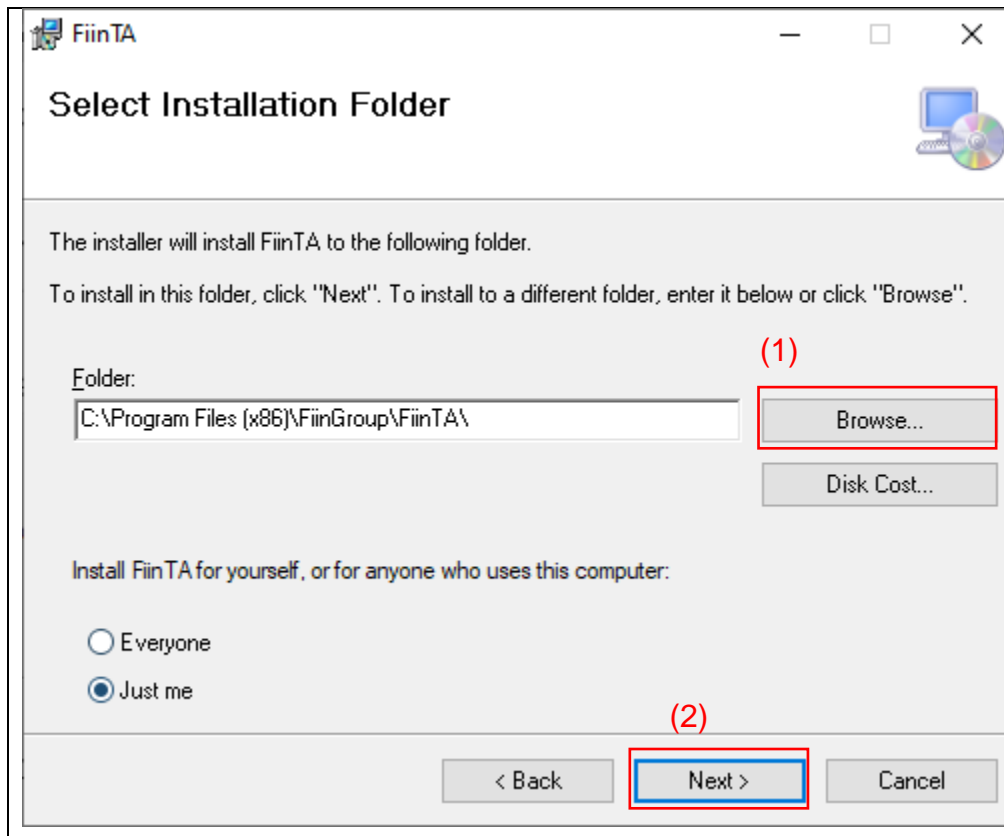 FiinTA
Select Installation Folder
The installer will install FiinTA to the following folder.
To install in this folder, click "Next". To install to a different folder, enter it below or click "Browse".
(1)
Folder:
C:\Program Files (x86)\FiinGroup\FiinTA\
Browse...
Disk Cost...
Install FiinTA for yourself, or for anyone who uses this computer:
Everyone
Just me
(2)
< Back
Next >
Cancel